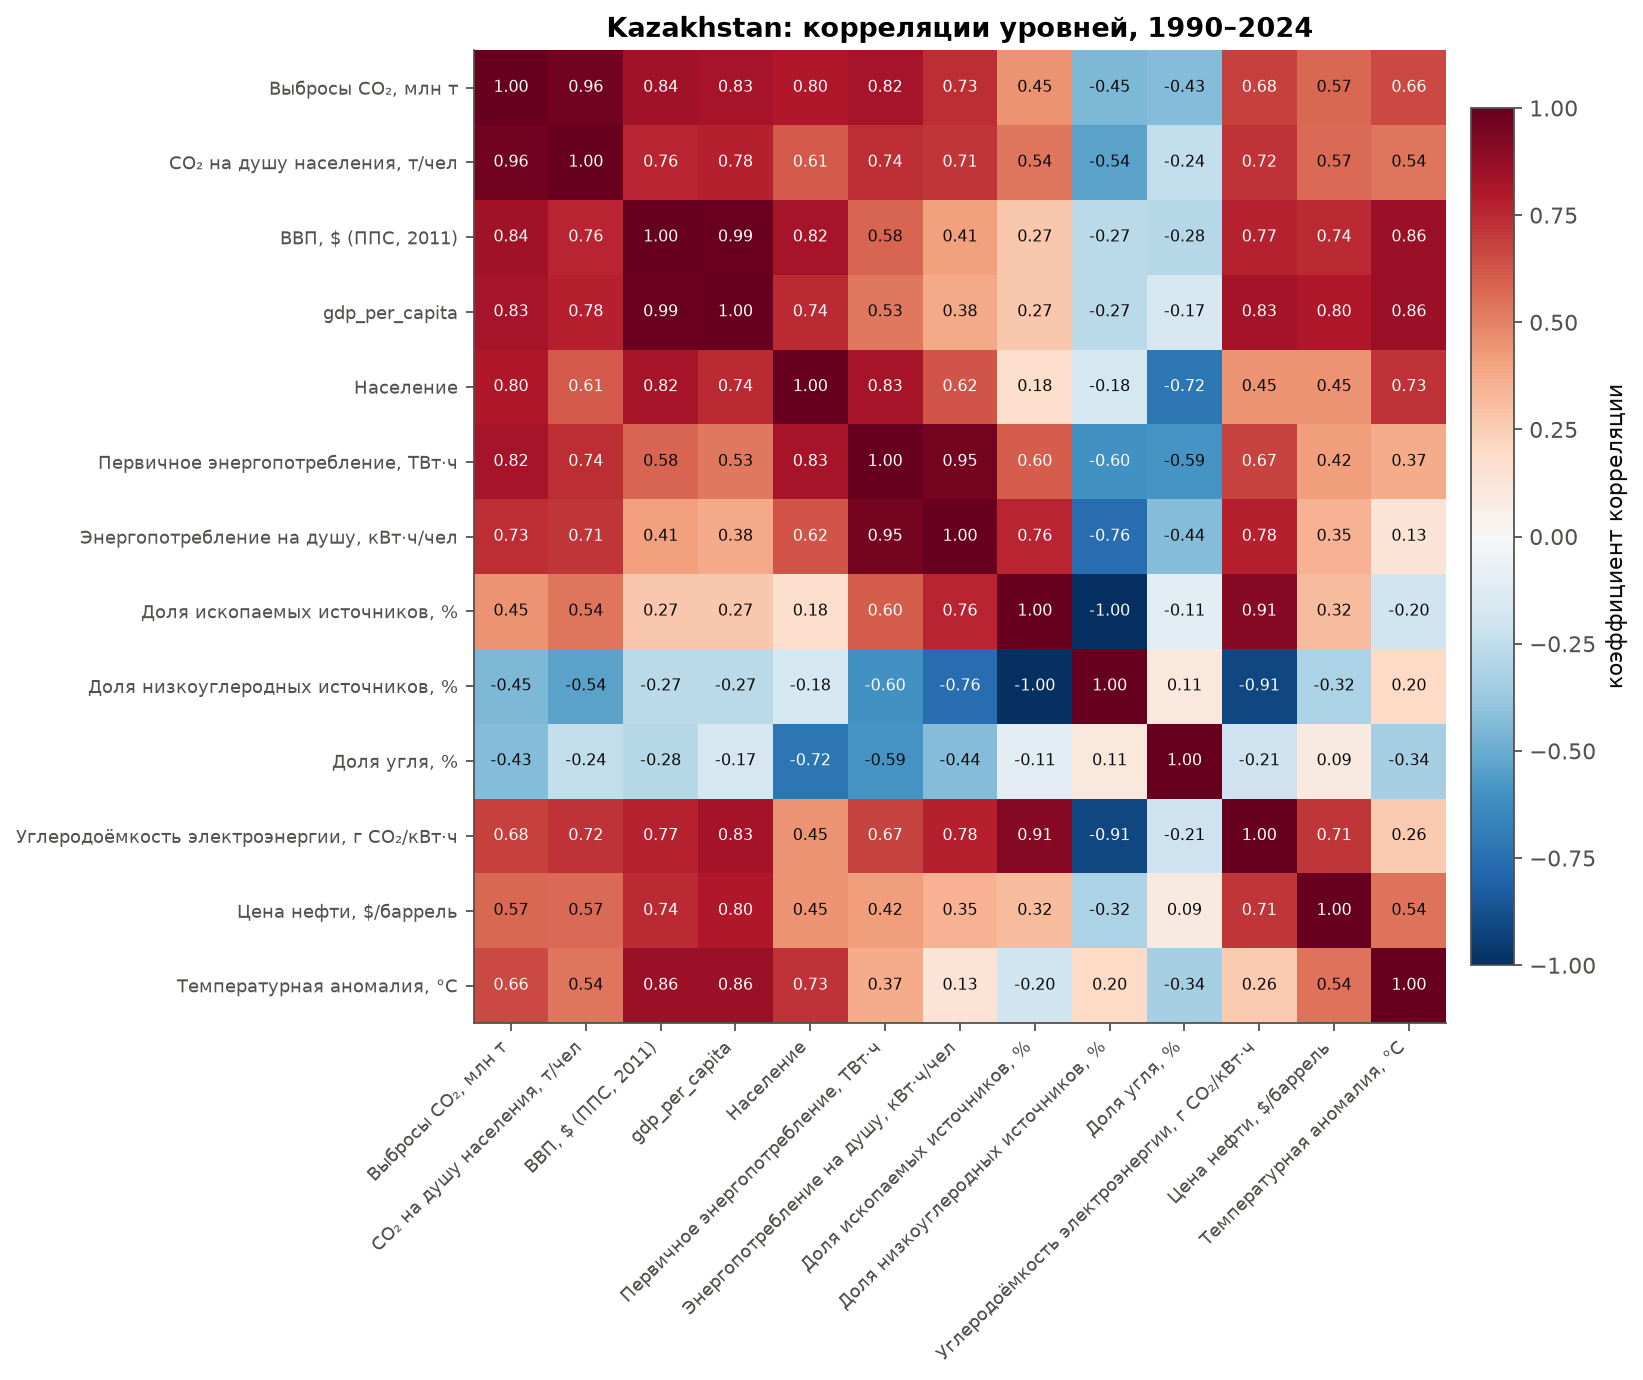 Kazakhstan: корреляции уровней, 1990–2024
Выбросы CO₂, млн т 1.00 0.96 0.84 0.83 0.80 0.82 0.73 0.45 -0.45 -0.43 0.68 0.57 0.66
CO₂ на душу населения, т/чел 0.96 1.00 0.76 0.78 0.61 0.74 0.71 0.54 -0.54 -0.24 0.72 0.57 0.54
ВВП, $ (ППС, 2011) 0.84 0.76 1.00 0.99 0.82 0.58 0.41 0.27 -0.27 -0.28 0.77 0.74 0.86
gdp_per_capita 0.83 0.78 0.99 1.00 0.74 0.53 0.38 0.27 -0.27 -0.17 0.83 0.80 0.86
Население 0.80 0.61 0.82 0.74 1.00 0.83 0.62 0.18 -0.18 -0.72 0.45 0.45 0.73
Первичное энергопотребление, ТВт·ч 0.82 0.74 0.58 0.53 0.83 1.00 0.95 0.60 -0.60 -0.59 0.67 0.42 0.37
Энергопотребление на душу, кВт·ч/чел 0.73 0.71 0.41 0.38 0.62 0.95 1.00 0.76 -0.76 -0.44 0.78 0.35 0.13
Доля ископаемых источников, % 0.45 0.54 0.27 0.27 0.18 0.60 0.76 1.00 -1.00 -0.11 0.91 0.32 -0.20
Доля низкоуглеродных источников, % -0.45 -0.54 -0.27 -0.27 -0.18 -0.60 -0.76 -1.00 1.00 0.11 -0.91 -0.32 0.20
Доля угля, % -0.43 -0.24 -0.28 -0.17 -0.72 -0.59 -0.44 -0.11 0.11 1.00 -0.21 0.09 -0.34
Углеродоёмкость электроэнергии, г CO₂/кВт·ч 0.68 0.72 0.77 0.83 0.45 0.67 0.78 0.91 -0.91 -0.21 1.00 0.71 0.26
Цена нефти, $/баррель 0.57 0.57 0.74 0.80 0.45 0.42 0.35 0.32 -0.32 0.09 0.71 1.00 0.54
Температурная аномалия, °C 0.66 0.54 0.86 0.86 0.73 0.37 0.13 -0.20 0.20 -0.34 0.26 0.54 1.00
Выбросы CO₂, млн т
CO₂ на душу населения, т/чел
ВВП, $ (ППС, 2011)
gdp_per_capita
Население
Первичное энергопотребление, ТВт·ч
Энергопотребление на душу, кВт·ч/чел
Доля ископаемых источников, %
Доля низкоуглеродных источников, %
Доля угля, %
Углеродоёмкость электроэнергии, г CO₂/кВт·ч
Цена нефти, $/баррель
Температурная аномалия, °C
1.00
0.75
0.50
0.25
0.00
−0.25
−0.50
−0.75
−1.00
коэффициент корреляции